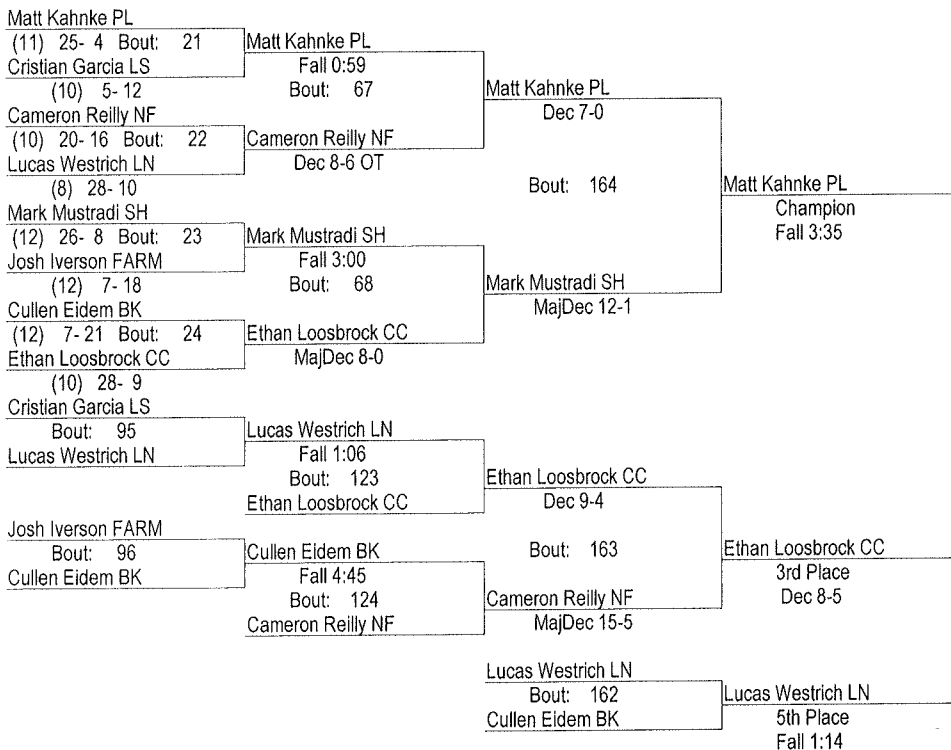 Matt Kahnke PL
(11) 25- 4 Bout: 21
Cristian Garcia LS
(10) 5- 12
Cameron Reilly NF
(10) 20- 16 Bout: 22
Lucas Westrich LN
(8) 28- 10
Mark Mustradi SH
(12) 26- 8 Bout: 23
Josh Iverson FARM
(12) 7- 18
Cullen Eidem BK
(12) 7- 21 Bout: 24
Ethan Loosbrock CC
(10) 28- 9
Cristian Garcia LS
Bout: 95
Lucas Westrich LN
Josh Iverson FARM
Bout: 96
Cullen Eidem BK
Matt Kahnke PL
Fall 0:59
Bout: 67
Cameron Reilly NF
Dec 8-6 OT
Mark Mustradi SH
Fall 3:00
Bout: 68
Ethan Loosbrock CC
MajDec 8-0
Lucas Westrich LN
Fall 1:06
Bout: 123
Ethan Loosbrock CC
Cullen Eidem BK
Fall 4:45
Bout: 124
Cameron Reilly NF
Matt Kahnke PL
Dec 7-0
Bout: 164
Mark Mustradi SH
MajDec 12-1
Ethan Loosbrock CC
Dec 9-4
Bout: 163
Cameron Reilly NF
MajDec 15-5
Lucas Westrich LN
Bout: 162
Cullen Eidem BK
Matt Kahnke PL
Champion
Fall 3:35
Ethan Loosbrock CC
3rd Place
Dec 8-5
Lucas Westrich LN
5th Place
Fall 1:14